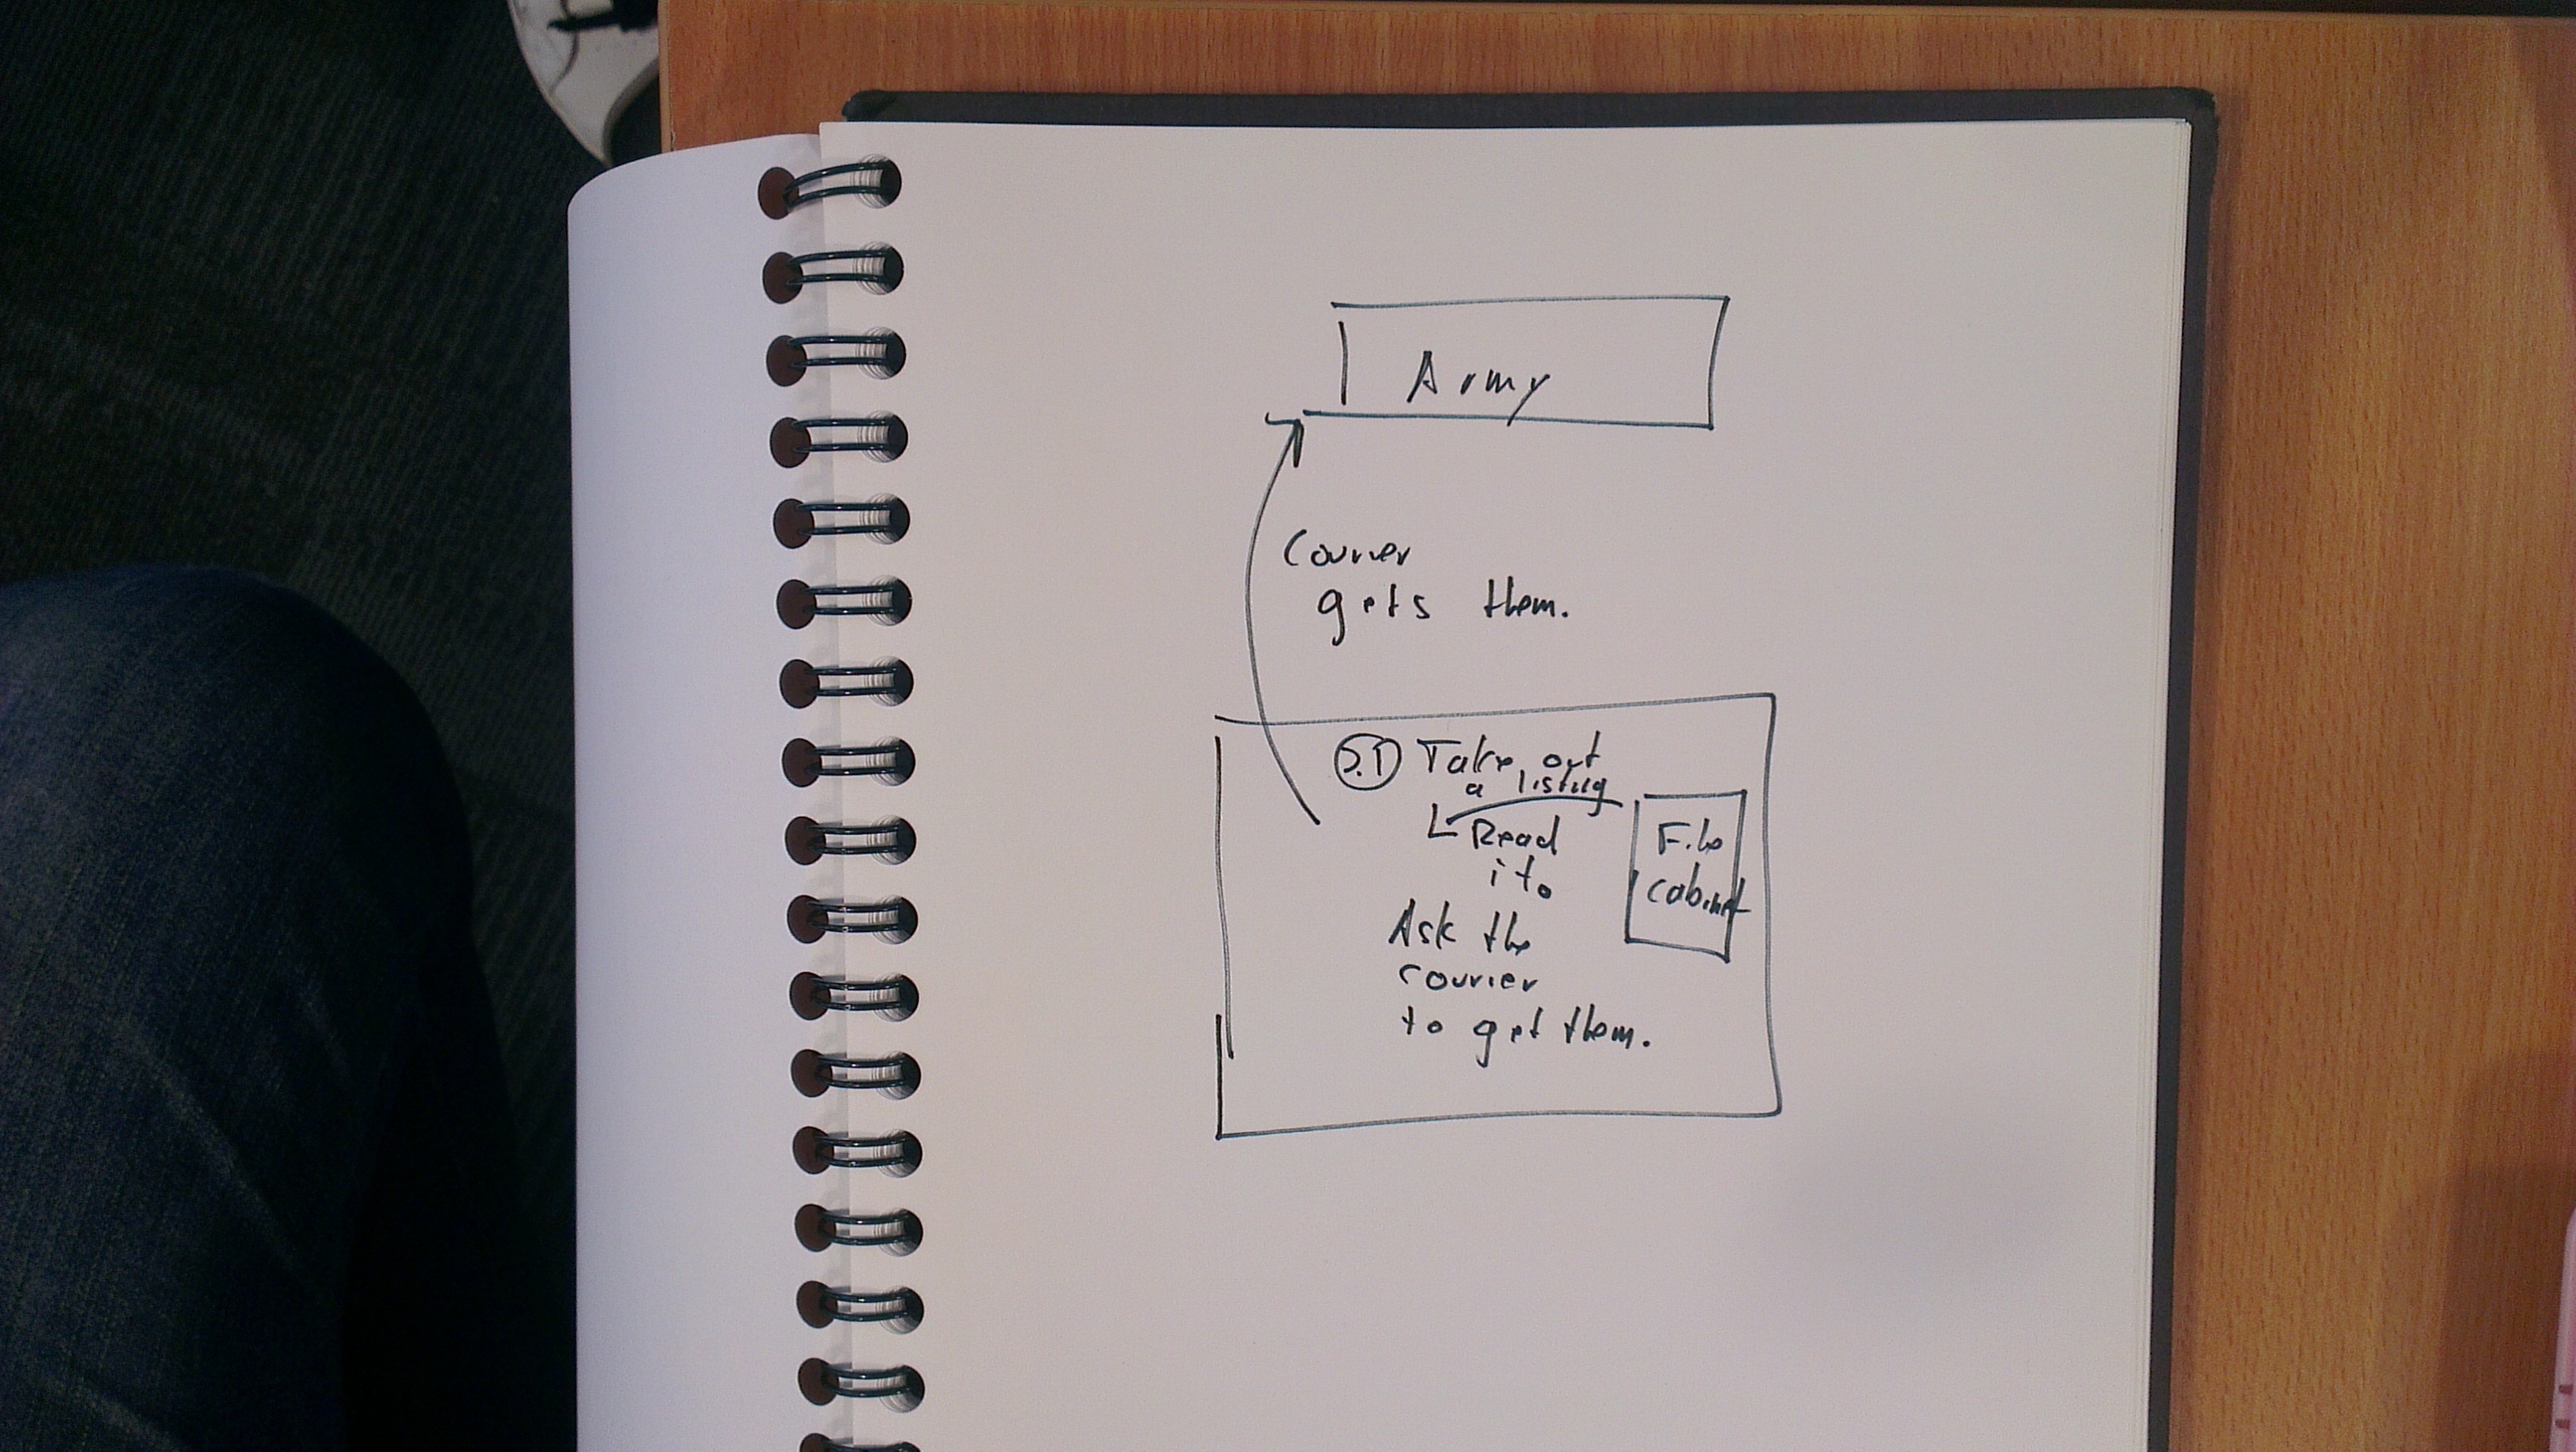 Army
Courier
gets them.
2.1 Take out
a listing
Read
it.
File
cabinet
Ask the
courier
to get them.